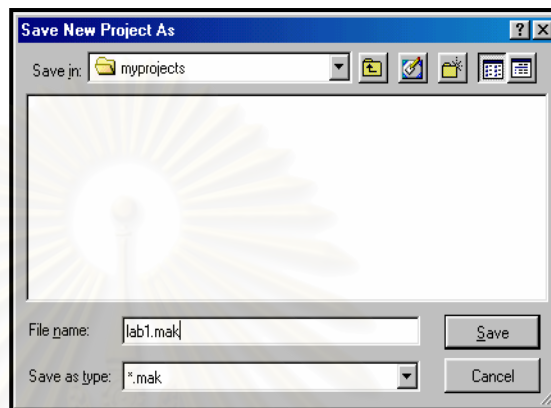 Save New Project As
Save in: myprojects
File name: lab1.mak
Save
Save as type: *.mak
Cancel